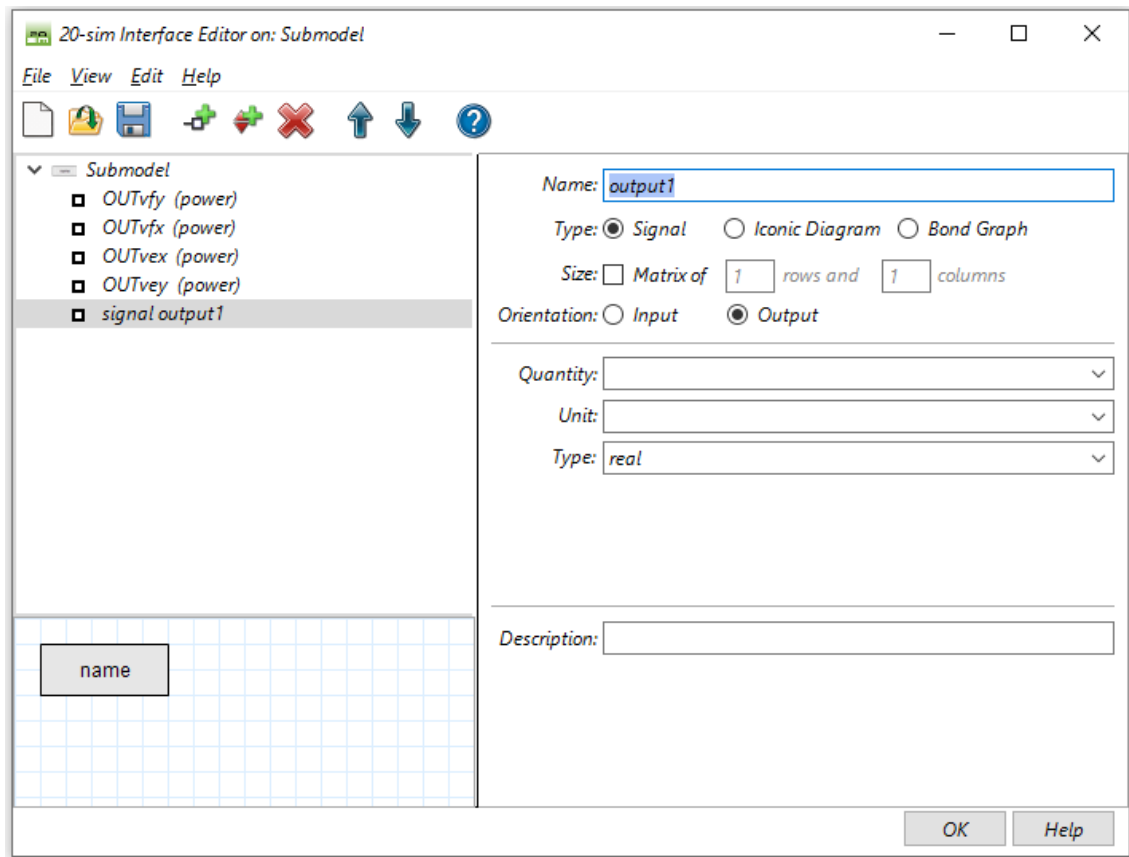 20-sim Interface Editor on: Submodel
File View Edit Help
Submodel
OUTvfy (power)
OUTvfx (power)
OUTvex (power)
OUTvey (power)
signal output1
name
Name: output1
Type: Signal Iconic Diagram Bond Graph
Size: Matrix of 1 rows and 1 columns
Orientation: Input Output
Quantity:
Unit:
Type: real
Description:
OK Help